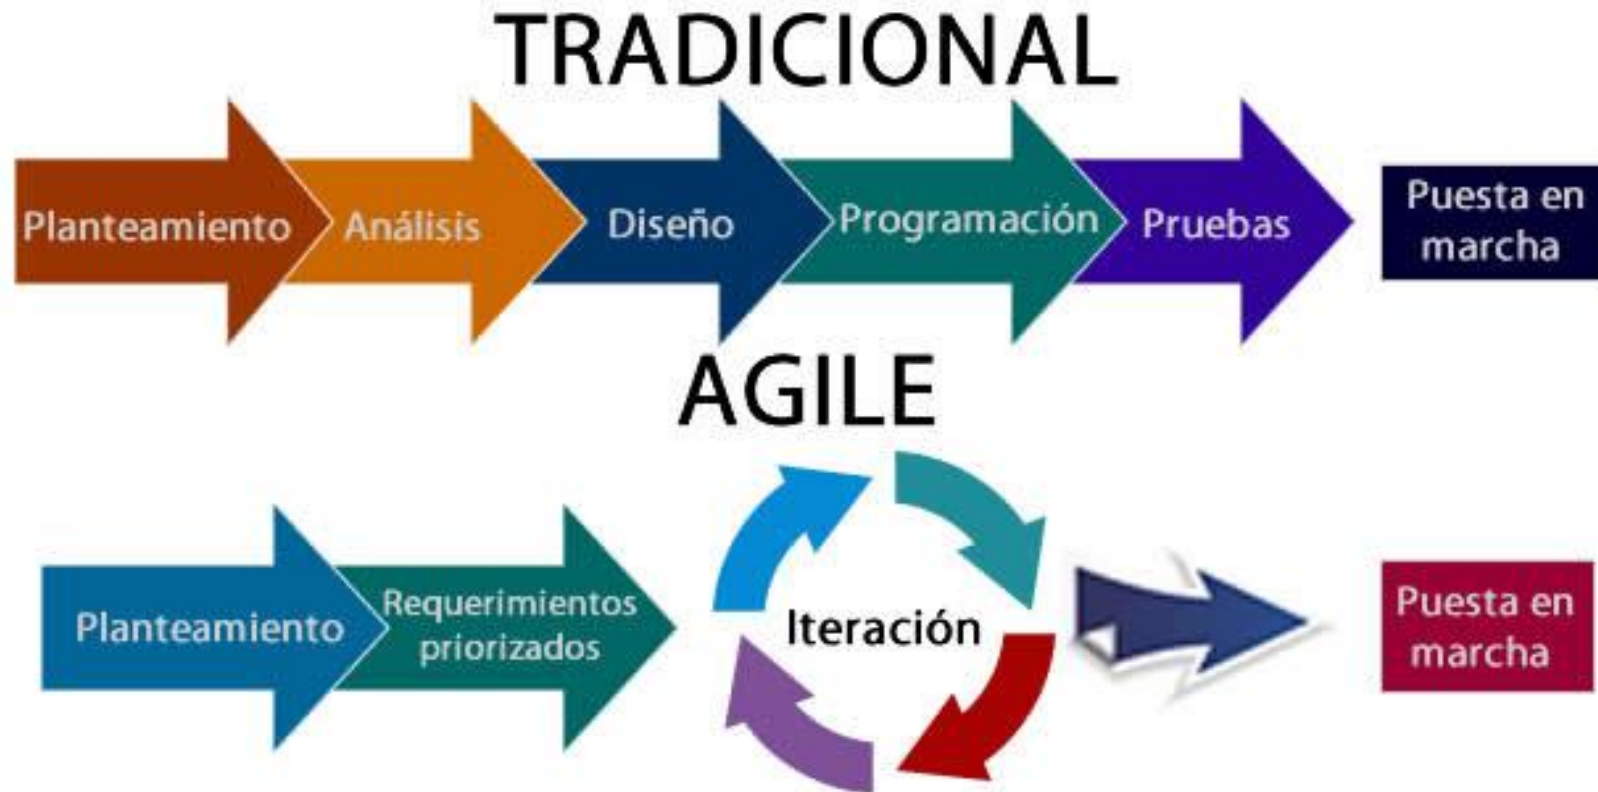 TRADICIONAL
Planteamiento
Análisis
Diseño
Programación
Pruebas
Puesta en
marcha
AGILE
Planteamiento
Requerimientos
priorizados
Iteración
Puesta en
marcha